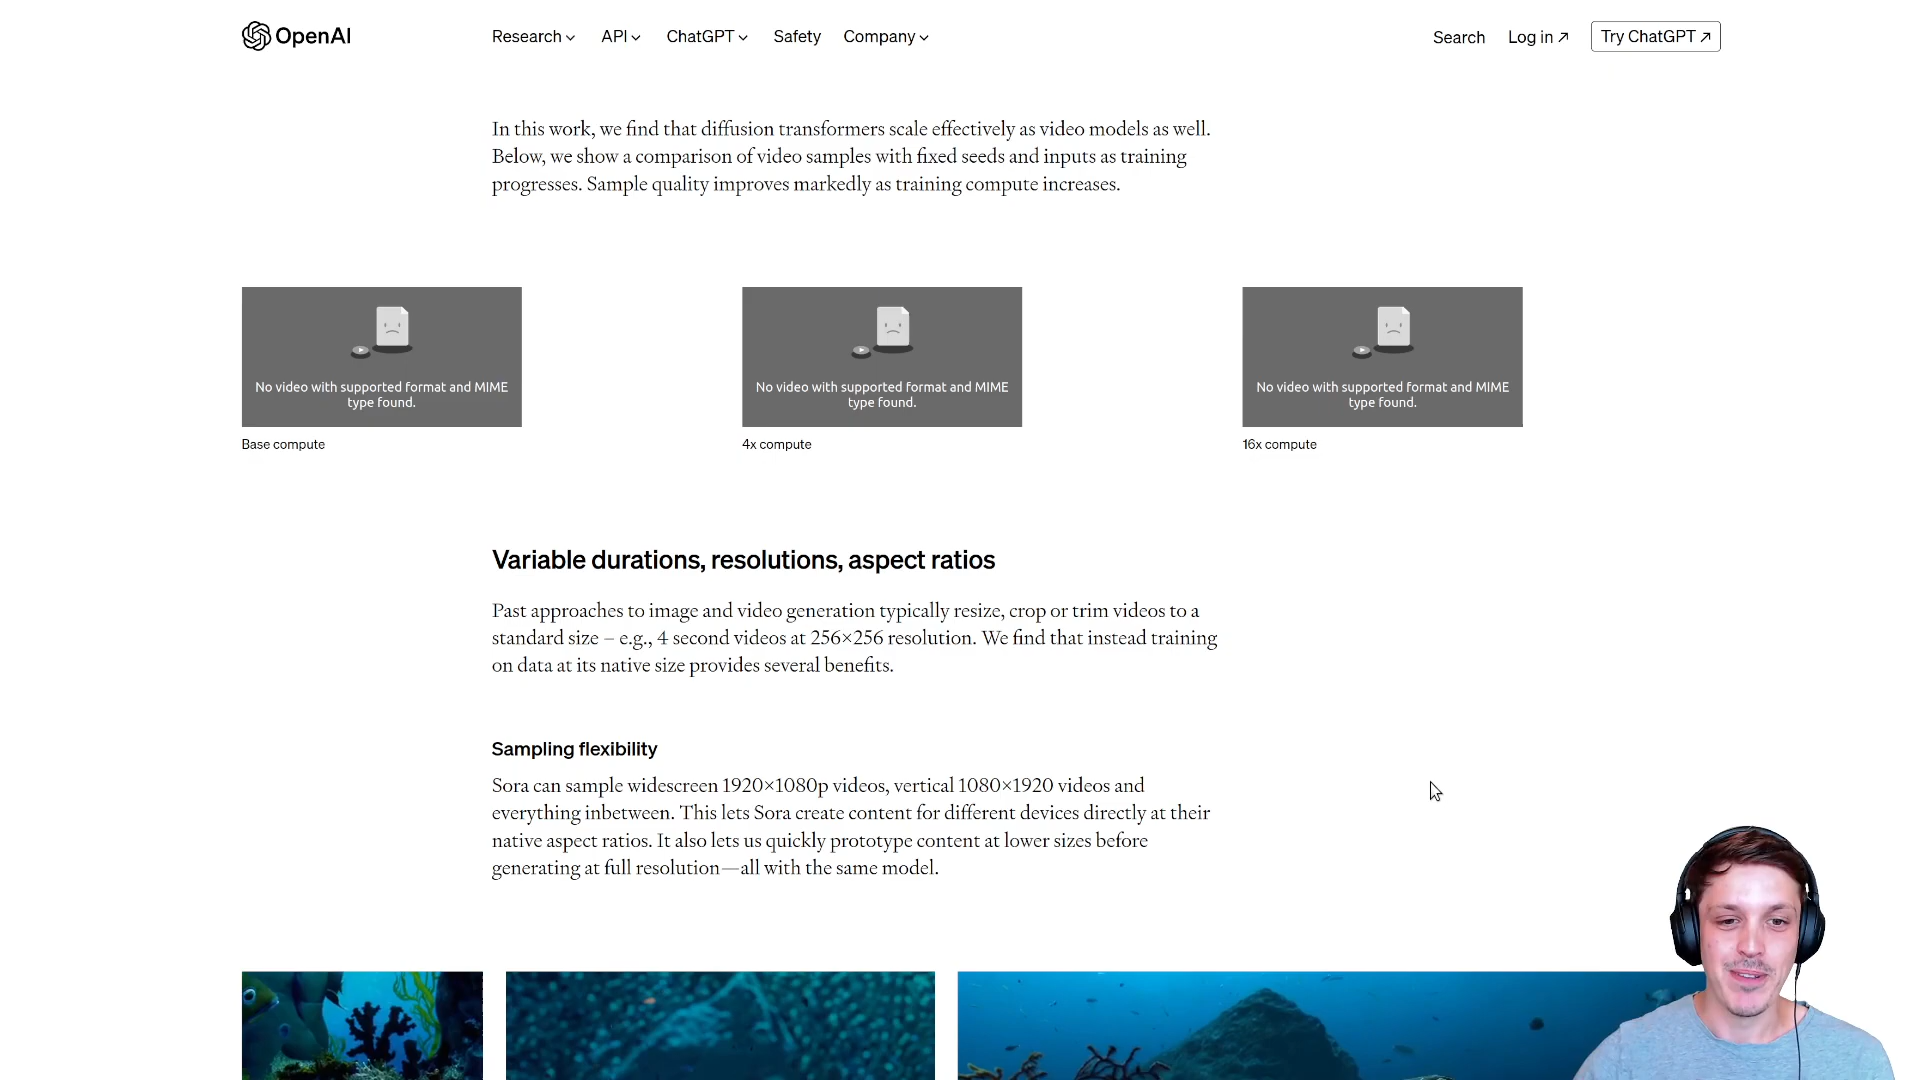 OpenAI
Research API ChatGPT Safety Company
Search Log in ↗ Try ChatGPT ↗
In this work, we find that diffusion transformers scale effectively as video models as well.
Below, we show a comparison of video samples with fixed seeds and inputs as training
progresses. Sample quality improves markedly as training compute increases.
No video with supported format and MIME
type found.
Base compute
No video with supported format and MIME
type found.
4x compute
No video with supported format and MIME
type found.
16x compute
Variable durations, resolutions, aspect ratios
Past approaches to image and video generation typically resize, crop or trim videos to a
standard size – e.g., 4 second videos at 256×256 resolution. We find that instead training
on data at its native size provides several benefits.
Sampling flexibility
Sora can sample widescreen 1920×1080p videos, vertical 1080×1920 videos and
everything inbetween. This lets Sora create content for different devices directly at their
native aspect ratios. It also lets us quickly prototype content at lower sizes before
generating at full resolution—all with the same model.